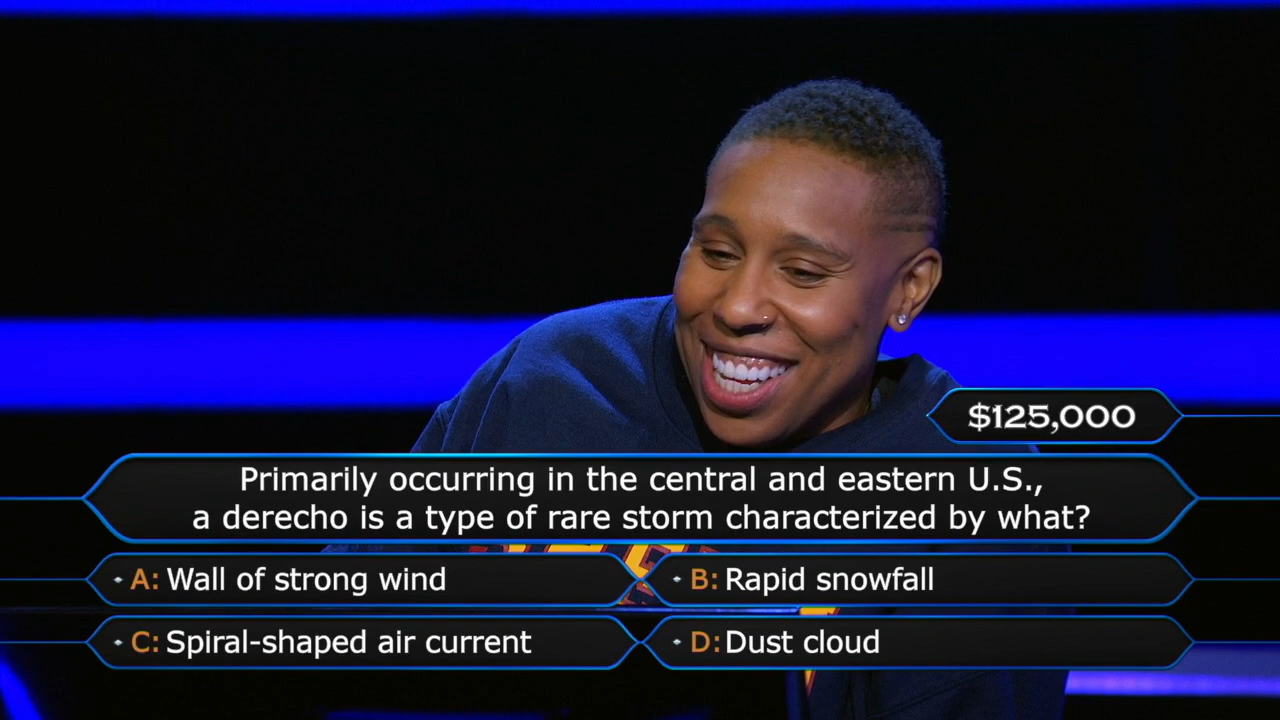 $125,000
Primarily occurring in the central and eastern U.S.,
a derecho is a type of rare storm characterized by what?
A: Wall of strong wind
B: Rapid snowfall
C: Spiral-shaped air current
D: Dust cloud